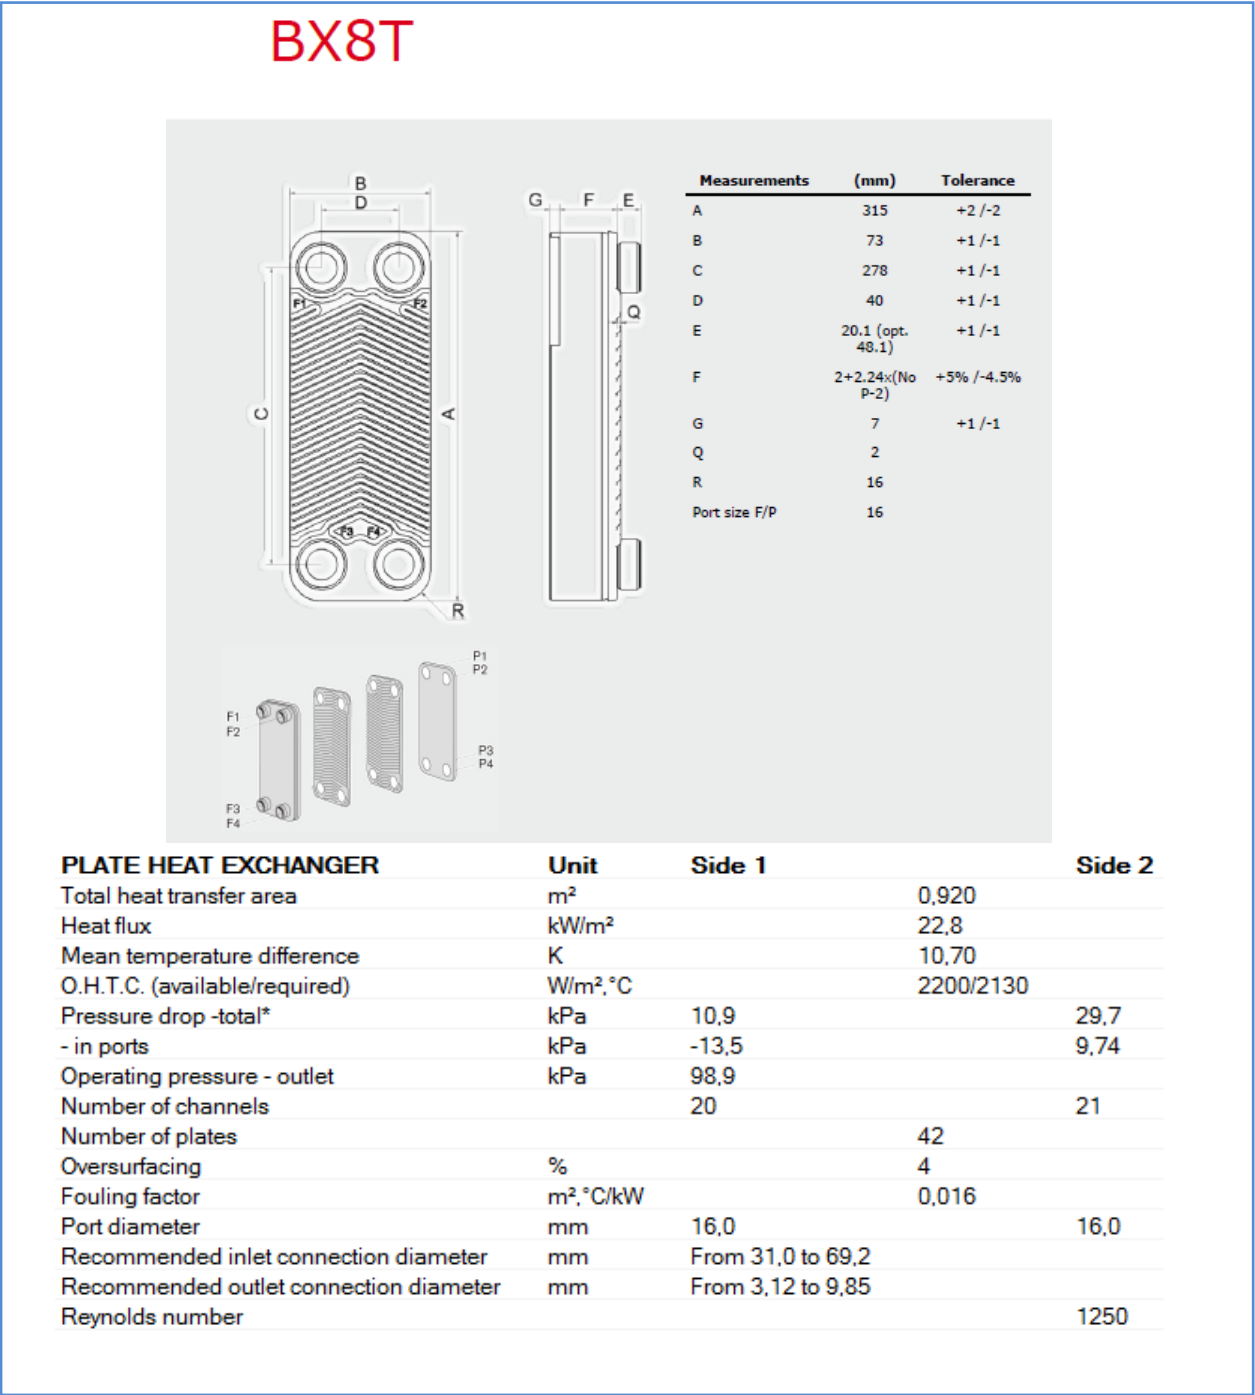 BX8T
B
D
G F E
Measurements (mm) Tolerance
A 315 +2 /-2
B 73 +1 /-1
C 278 +1 /-1
D 40 +1 /-1
E 20.1 (opt. 48.1) +1 /-1
F 2+2.24x(No P-2) +5% /-4.5%
G 7 +1 /-1
Q 2
R 16
Port size F/P 16
F1 F2
Q
C A
F3 F4
R
P1
P2
F1
F2
P3
P4
F3
F4
PLATE HEAT EXCHANGER Unit Side 1 Side 2
Total heat transfer area m² 0,920
Heat flux kW/m² 22,8
Mean temperature difference K 10,70
O.H.T.C. (available/required) W/m²,°C 2200/2130
Pressure drop -total* kPa 10,9 29,7
- in ports kPa -13,5 9,74
Operating pressure - outlet kPa 98,9
Number of channels 20 21
Number of plates 42
Oversurfacing % 4
Fouling factor m²,°C/kW 0,016
Port diameter mm 16,0 16,0
Recommended inlet connection diameter mm From 31,0 to 69,2
Recommended outlet connection diameter mm From 3,12 to 9,85
Reynolds number 1250